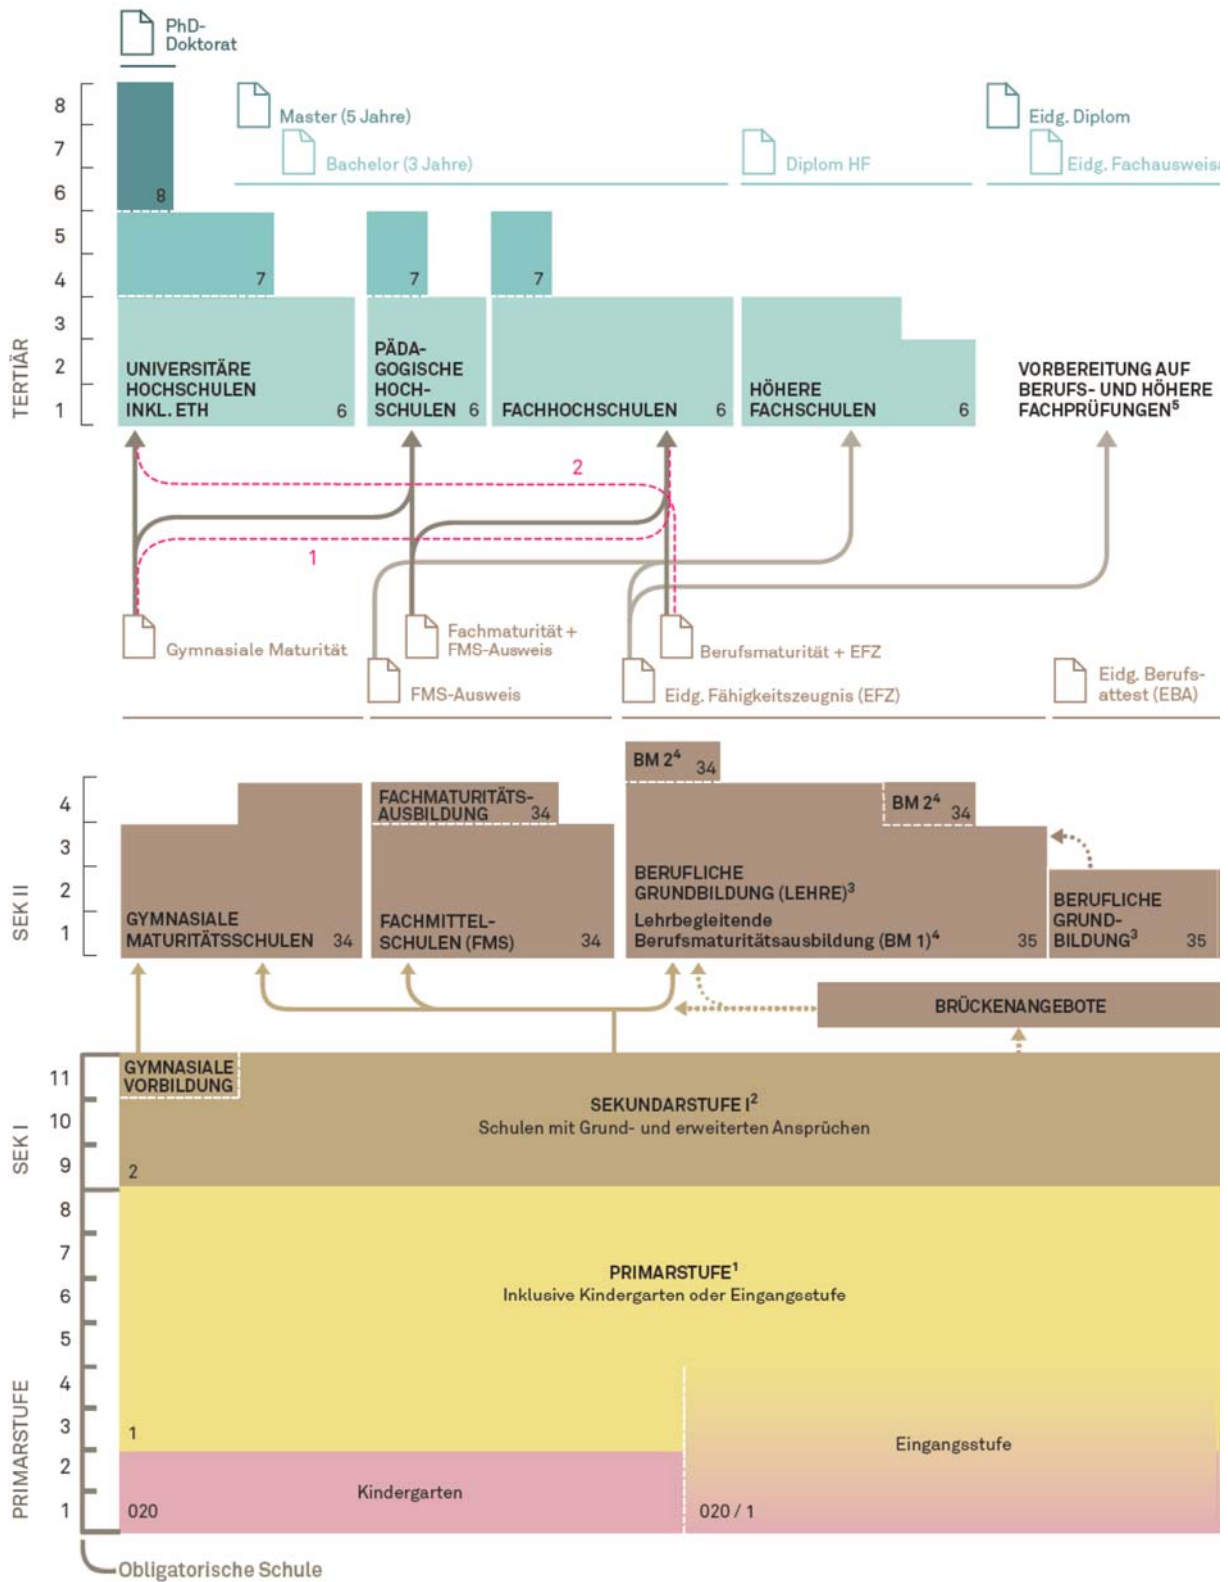 PhD-
Doktorat
8
7
6
5
4
3
2
1
TERTIÄR
Master (5 Jahre)
Bachelor (3 Jahre)
Diplom HF
Eidg. Diplom
Eidg. Fachausweis
8
7
7
7
UNIVERSITÄRE
HOCHSCHULEN
INKL. ETH 6
PÄDA-
GOGISCHE
HOCH-
SCHULEN 6
FACHHOCHSCHULEN 6
HÖHERE
FACHSCHULEN 6
VORBEREITUNG AUF
BERUFS- UND HÖHERE
FACHPRÜFUNGEN⁵
2
1
Gymnasiale Maturität
Fachmaturität +
FMS-Ausweis
Berufsmaturität + EFZ
FMS-Ausweis
Eidg. Fähigkeitszeugnis (EFZ)
Eidg. Berufs-
attest (EBA)
4
3
2
1
SEK II
GYMNASIALE
MATURITÄTSSCHULEN 34
FACHMATURITÄTS-
AUSBILDUNG 34
FACHMITTEL-
SCHULEN (FMS) 34
BM 2⁴ 34
BM 2⁴ 34
BERUFLICHE
GRUNDBILDUNG (LEHRE)³
Lehrbegleitende
Berufsmaturitätsausbildung (BM 1)⁴ 35
BERUFLICHE
GRUND-
BILDUNG³ 35
BRÜCKENANGEBOTE
11
10
9
SEK I
GYMNASIALE
VORBILDUNG
SEKUNDARSTUFE I²
Schulen mit Grund- und erweiterten Ansprüchen
2
8
7
6
5
4
3
2
1
PRIMARSTUFE
PRIMARSTUFE¹
Inklusive Kindergarten oder Eingangsstufe
1
Kindergarten
020
Eingangsstufe
020 / 1
Obligatorische Schule